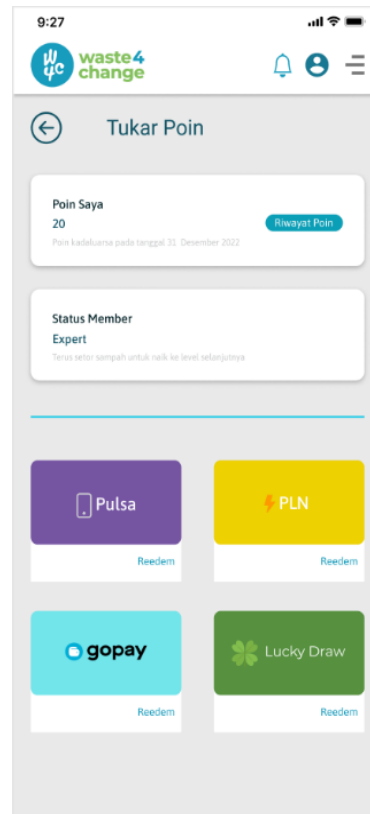 9:27
waste4
change
Tukar Poin
Poin Saya
20
Riwayat Poin
Poin kadaluarsa pada tanggal 31 Desember 2022
Status Member
Expert
Terus setor sampah untuk naik ke level selanjutnya
Pulsa
PLN
Reedem
Reedem
gopay
Lucky Draw
Reedem
Reedem